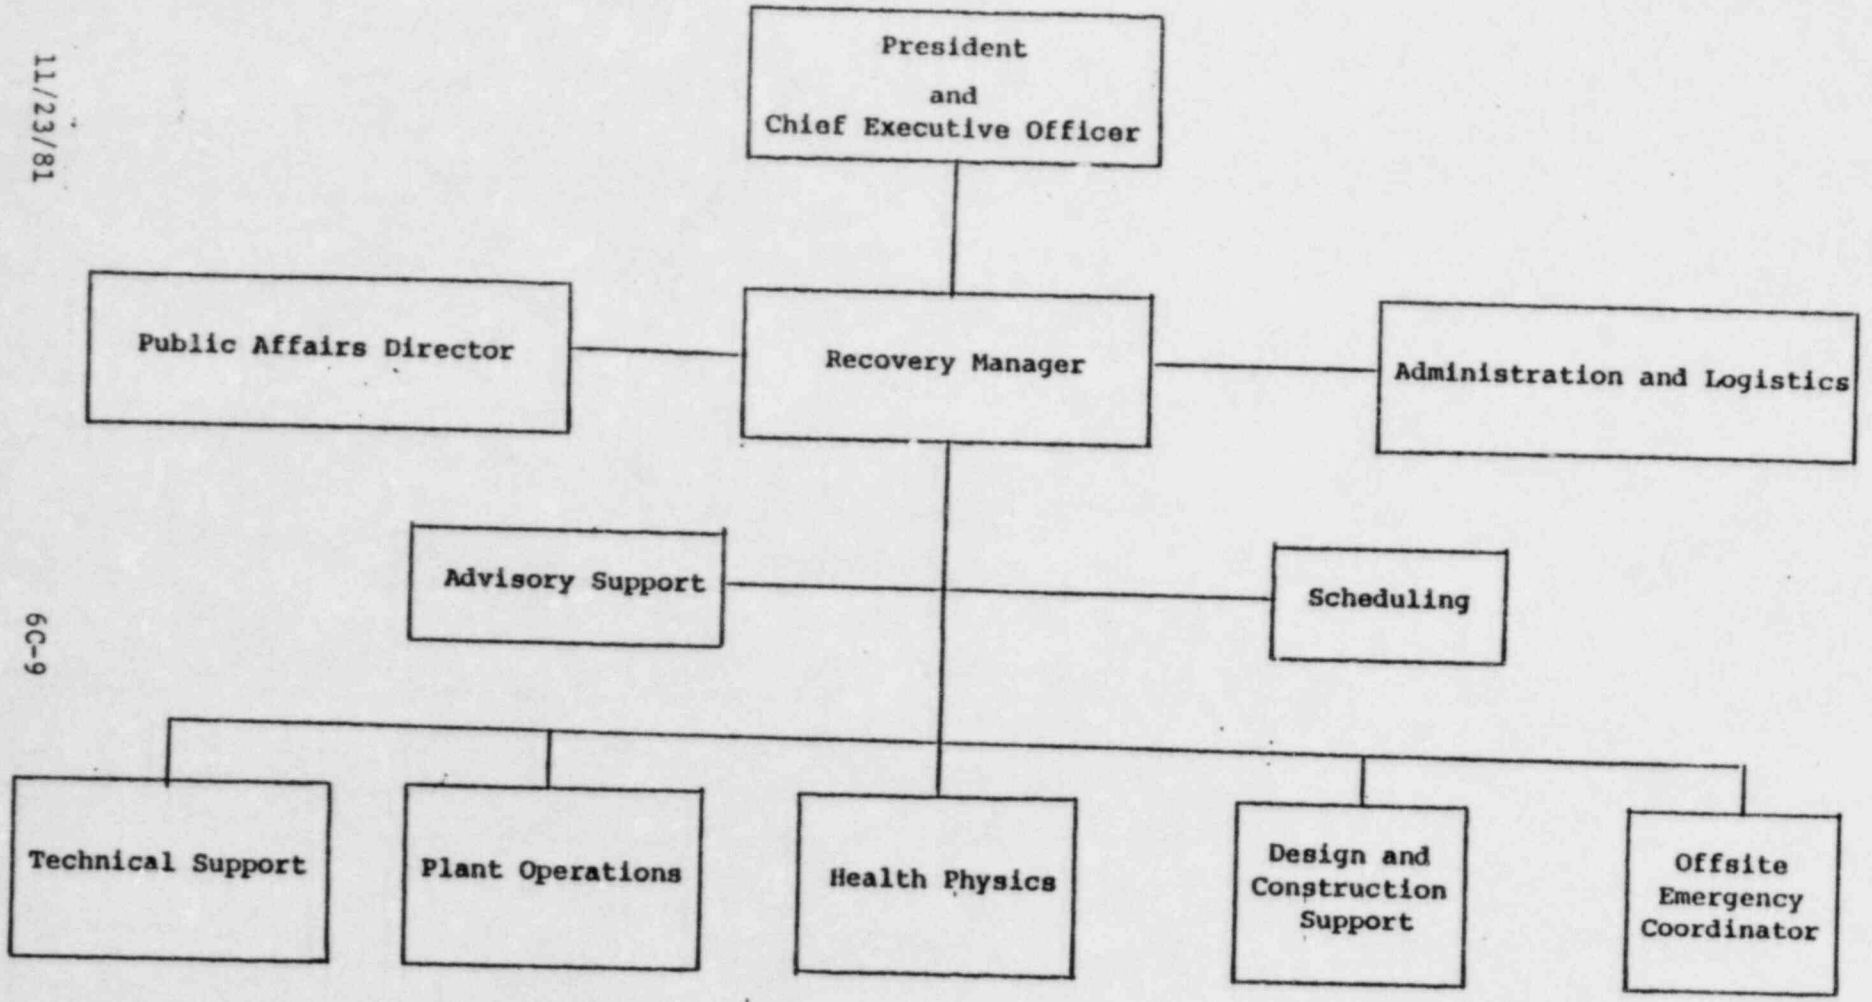 11/23/81
President
and
Chief Executive Officer
Public Affairs Director
Recovery Manager
Administration and Logistics
Advisory Support
Scheduling
6C-9
Technical Support
Plant Operations
Health Physics
Design and
Construction
Support
Offsite
Emergency
Coordinator